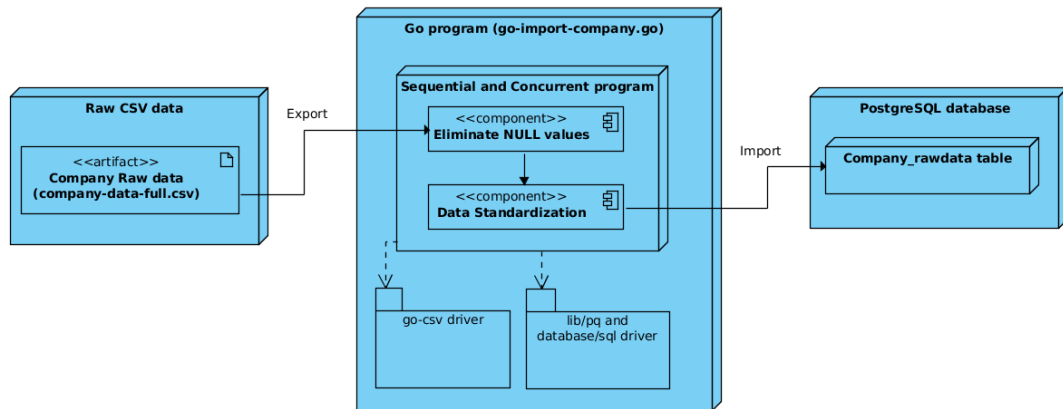 Go program (go-import-company.go)
Sequential and Concurrent program
Raw CSV data
PostgreSQL database
Export
<<component>>
Eliminate NULL values
<<artifact>>
Company Raw data
(company-data-full.csv)
Import
Company_rawdata table
<<component>>
Data Standardization
go-csv driver
lib/pq and
database/sql driver